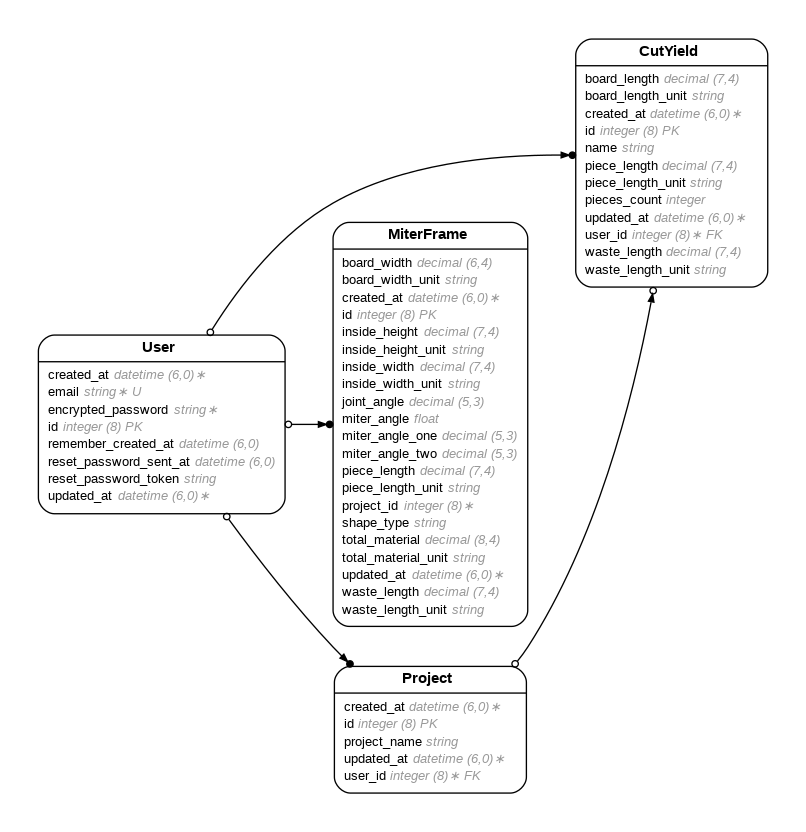 CutYield
board_length decimal (7,4)
board_length_unit string
created_at datetime (6,0)∗
id integer (8) PK
name string
piece_length decimal (7,4)
piece_length_unit string
pieces_count integer
updated_at datetime (6,0)∗
user_id integer (8)∗ FK
waste_length decimal (7,4)
waste_length_unit string
MiterFrame
board_width decimal (6,4)
board_width_unit string
created_at datetime (6,0)∗
id integer (8) PK
inside_height decimal (7,4)
inside_height_unit string
inside_width decimal (7,4)
inside_width_unit string
joint_angle decimal (5,3)
miter_angle float
miter_angle_one decimal (5,3)
miter_angle_two decimal (5,3)
piece_length decimal (7,4)
piece_length_unit string
project_id integer (8)∗
shape_type string
total_material decimal (8,4)
total_material_unit string
updated_at datetime (6,0)∗
waste_length decimal (7,4)
waste_length_unit string
User
created_at datetime (6,0)∗
email string∗ U
encrypted_password string∗
id integer (8) PK
remember_created_at datetime (6,0)
reset_password_sent_at datetime (6,0)
reset_password_token string
updated_at datetime (6,0)∗
Project
created_at datetime (6,0)∗
id integer (8) PK
project_name string
updated_at datetime (6,0)∗
user_id integer (8)∗ FK